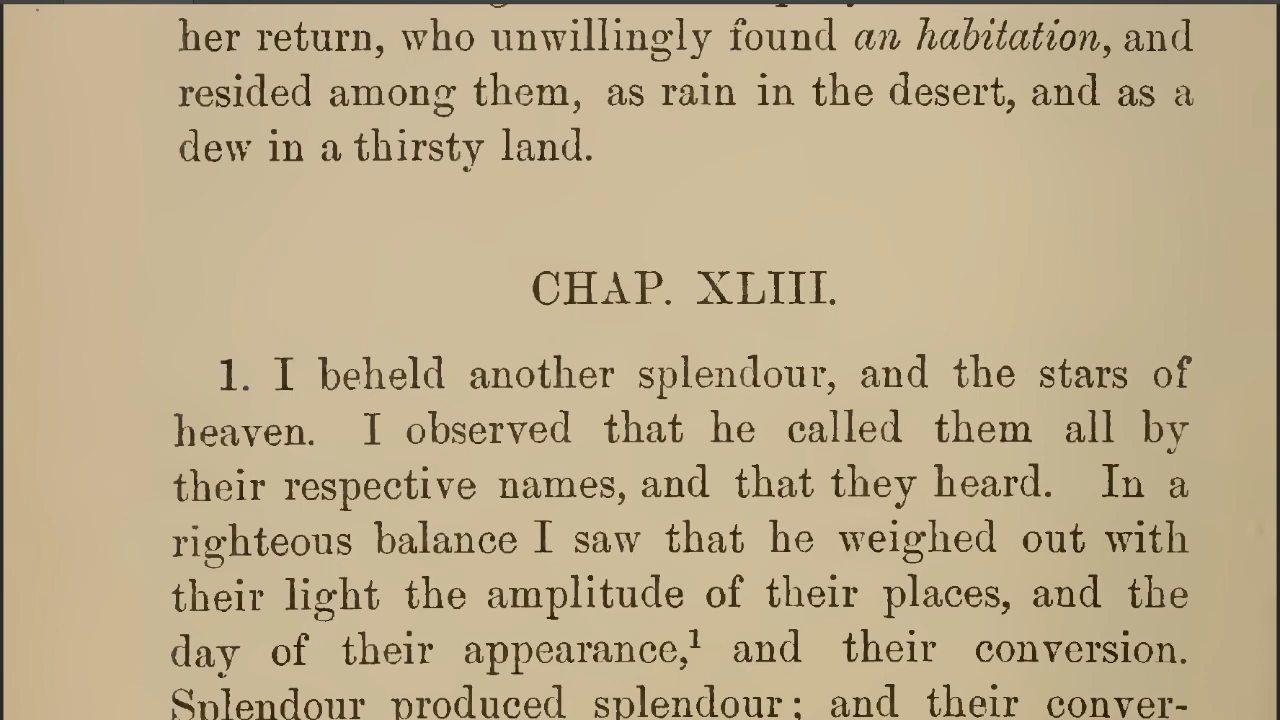 her return, who unwillingly found an habitation, and
resided among them, as rain in the desert, and as a
dew in a thirsty land.
CHAP. XLIII.
1. I beheld another splendour, and the stars of
heaven. I observed that he called them all by
their respective names, and that they heard. In a
righteous balance I saw that he weighed out with
their light the amplitude of their places, and the
day of their appearance,¹ and their conversion.
Splendour produced splendour; and their conver-